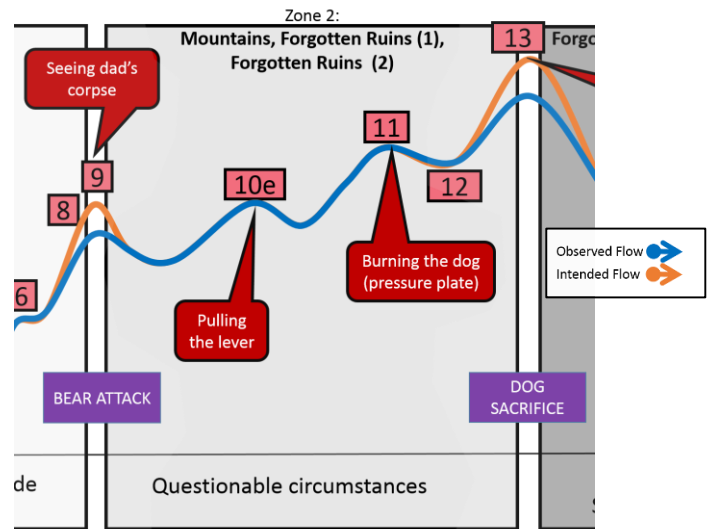 Zone 2:
Mountains, Forgotten Ruins (1),
Forgotten Ruins (2)
13
Forgo
Seeing dad's
corpse
9
8
10e
11
12
6
Burning the dog
(pressure plate)
Pulling
the lever
Observed Flow
Intended Flow
BEAR ATTACK
DOG
SACRIFICE
de
Questionable circumstances